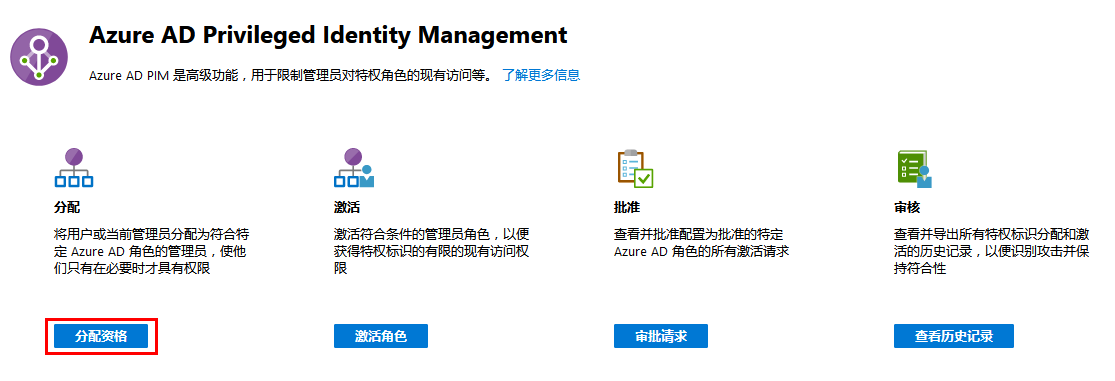 Azure AD Privileged Identity Management
Azure AD PIM 是高级功能，用于限制管理员对特权角色的现有访问等。 了解更多信息
分配
将用户或当前管理员分配为符合特
定 Azure AD 角色的管理员，使他
们只有在必要时才具有权限
分配资格
激活
激活符合条件的管理员角色，以便
获得特权标识的有限的现有访问权
限
激活角色
批准
查看并批准配置为批准的特定
Azure AD 角色的所有激活请求
审批请求
审核
查看并导出所有特权标识分配和激
活的历史记录，以便识别攻击并保
持符合性
查看历史记录